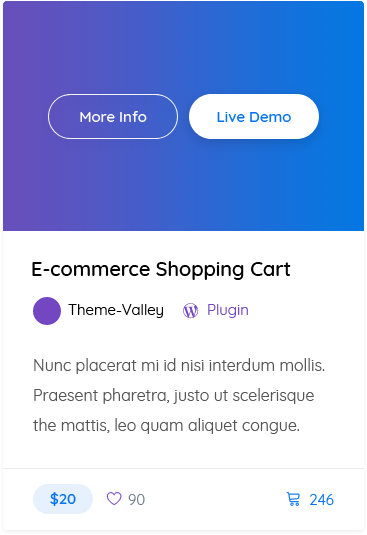 More Info
Live Demo
E-commerce Shopping Cart
Theme-Valley
Plugin
Nunc placerat mi id nisi interdum mollis.
Praesent pharetra, justo ut scelerisque
the mattis, leo quam aliquet congue.
$20
90
246